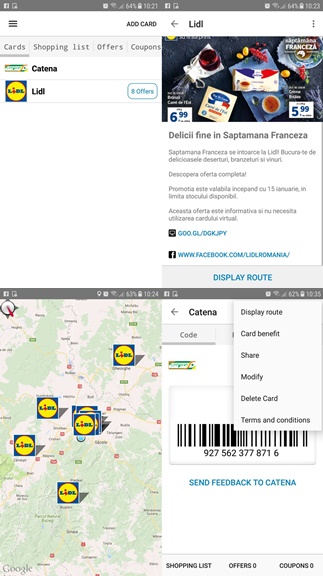 64% 10:21
ADD CARD
Cards Shopping list Offers Coupons
Catena
LIDL
Lidl
8 Offers
64% 10:23
Lidl
săptămâna
FRANCEZĂ
6,99
5,99
Delicii fine in Saptamana Franceza
Saptamana Franceza se intoarce la Lidl! Bucura-te de
delicioasele deserturi, branzeturi si vinuri.
Descopera oferta completa!
Promotia este valabila incepand cu 15 ianuarie, in
limita stocului disponibil.
Aceasta oferta este informativa si nu necesita
utilizarea cardului virtual.
GOO.GL/DGKJPY
WWW.FACEBOOK.COM/LIDLROMANIA/
DISPLAY ROUTE
63% 10:24
LIDL
Gheorghe
LIDL
LIDL
LIDL
Săcele
LIDL
Google
62% 10:35
Catena
Code
Display route
Card benefit
Share
Modify
Delete Card
Terms and conditions
927 562 377 871 6
SEND FEEDBACK TO CATENA
SHOPPING LIST OFFERS 0 COUPONS 0